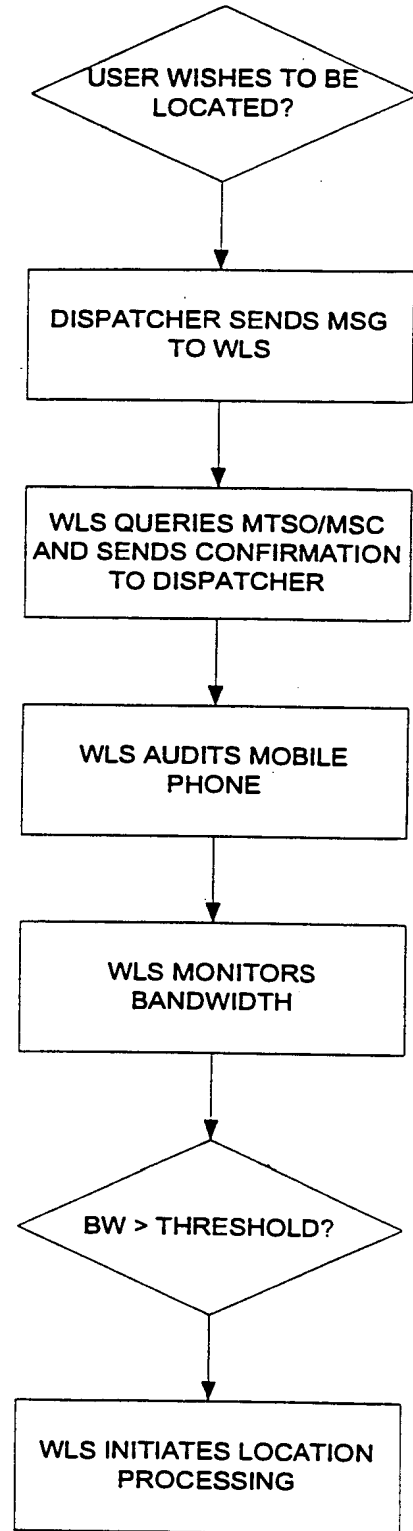 USER WISHES TO BE
LOCATED?
DISPATCHER SENDS MSG
TO WLS
WLS QUERIES MTSO/MSC
AND SENDS CONFIRMATION
TO DISPATCHER
WLS AUDITS MOBILE
PHONE
WLS MONITORS
BANDWIDTH
BW > THRESHOLD?
WLS INITIATES LOCATION
PROCESSING